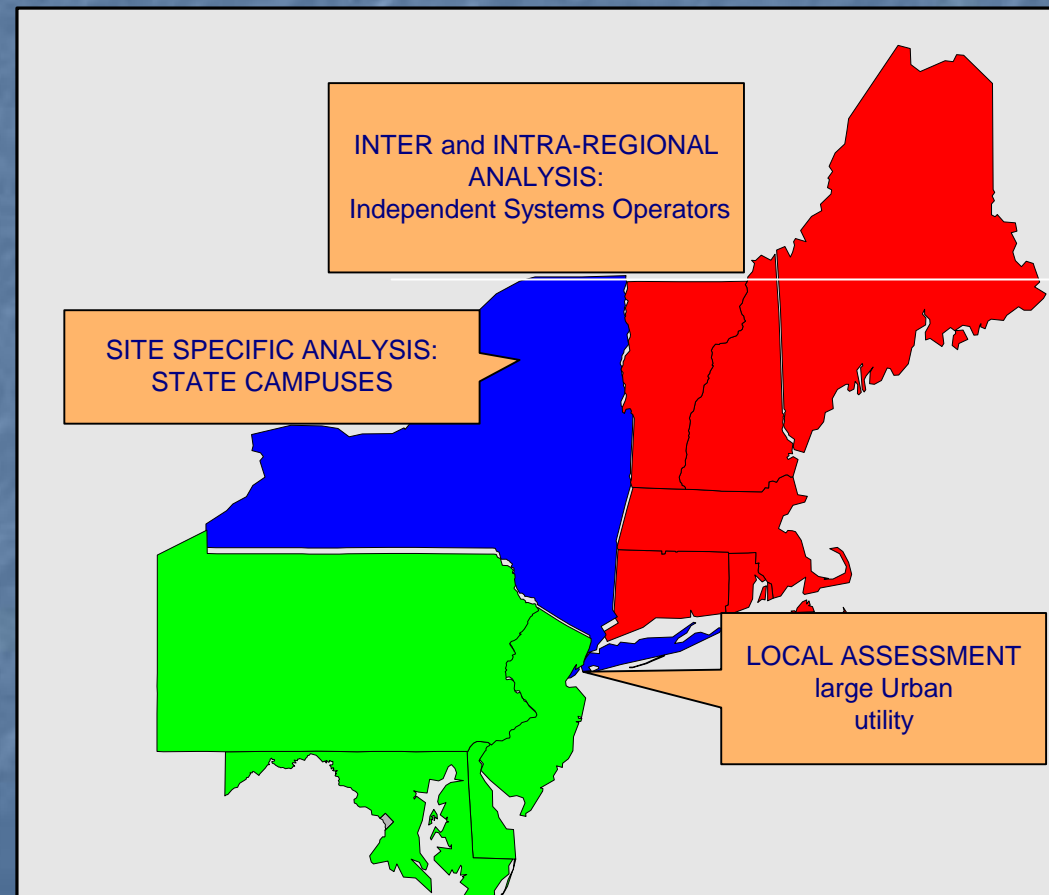 INTER and INTRA-REGIONAL
ANALYSIS:
Independent Systems Operators
SITE SPECIFIC ANALYSIS:
STATE CAMPUSES
LOCAL ASSESSMENT
large Urban
utility